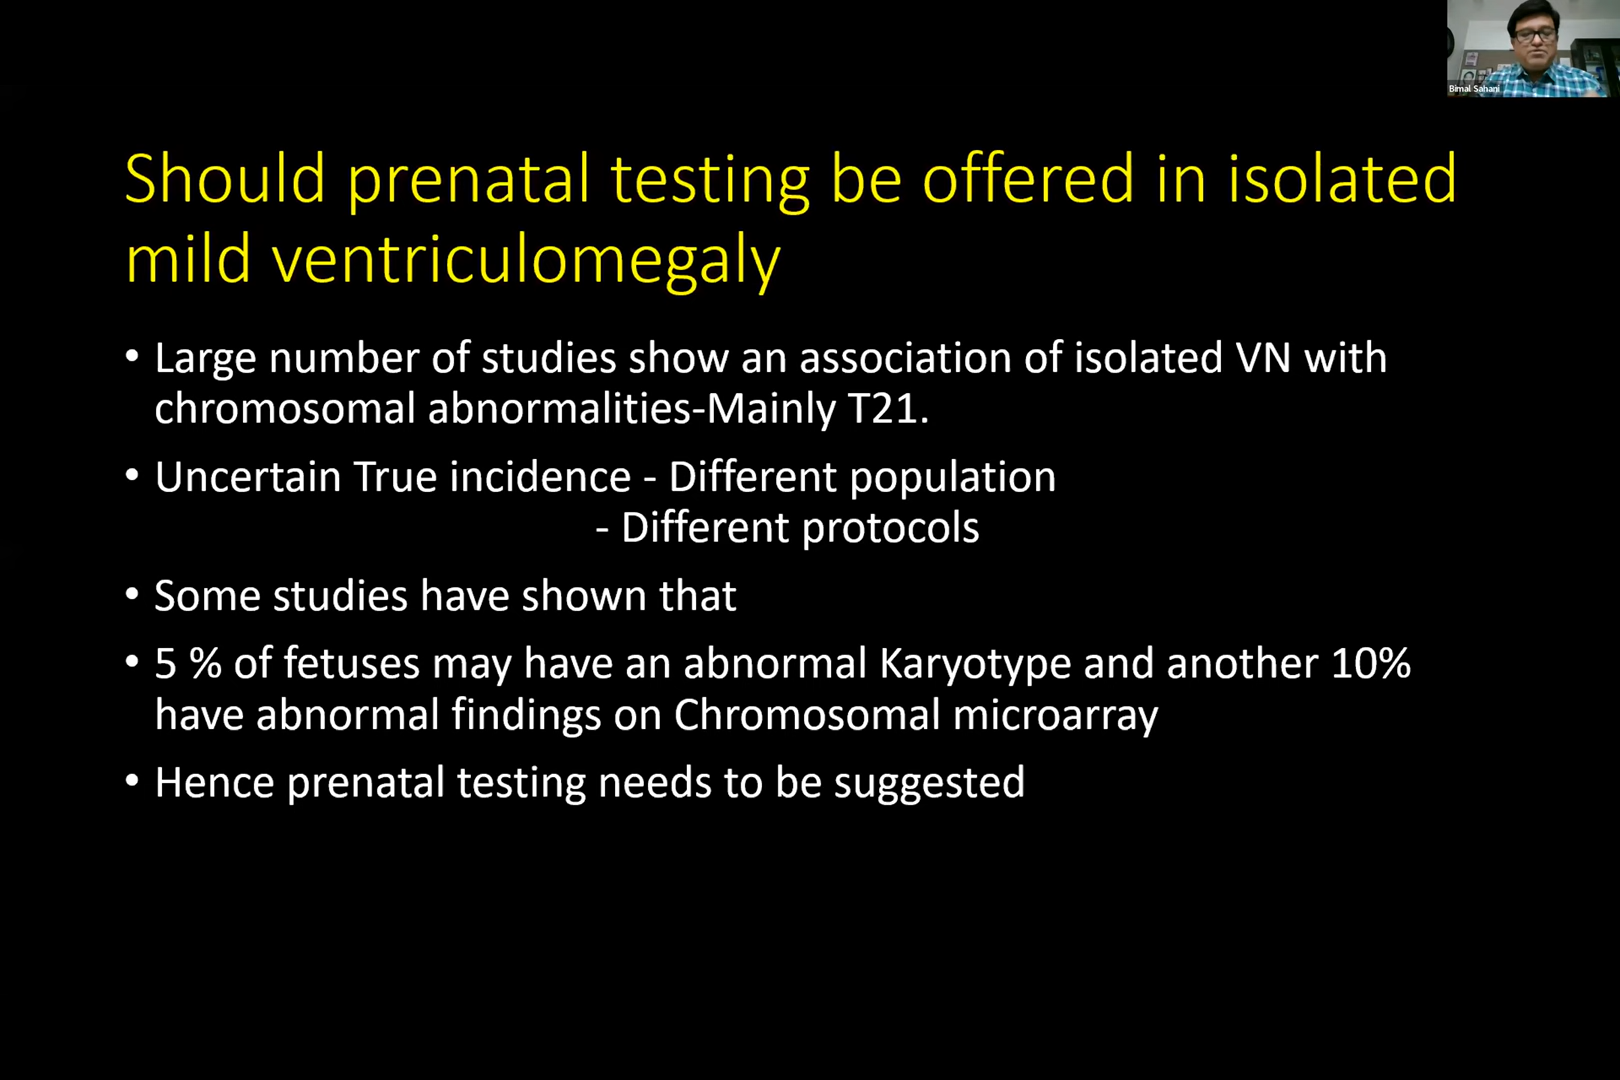 Bimal Sahani
Should prenatal testing be offered in isolated
mild ventriculomegaly
• Large number of studies show an association of isolated VN with
chromosomal abnormalities-Mainly T21.
• Uncertain True incidence - Different population
- Different protocols
• Some studies have shown that
• 5 % of fetuses may have an abnormal Karyotype and another 10%
have abnormal findings on Chromosomal microarray
• Hence prenatal testing needs to be suggested